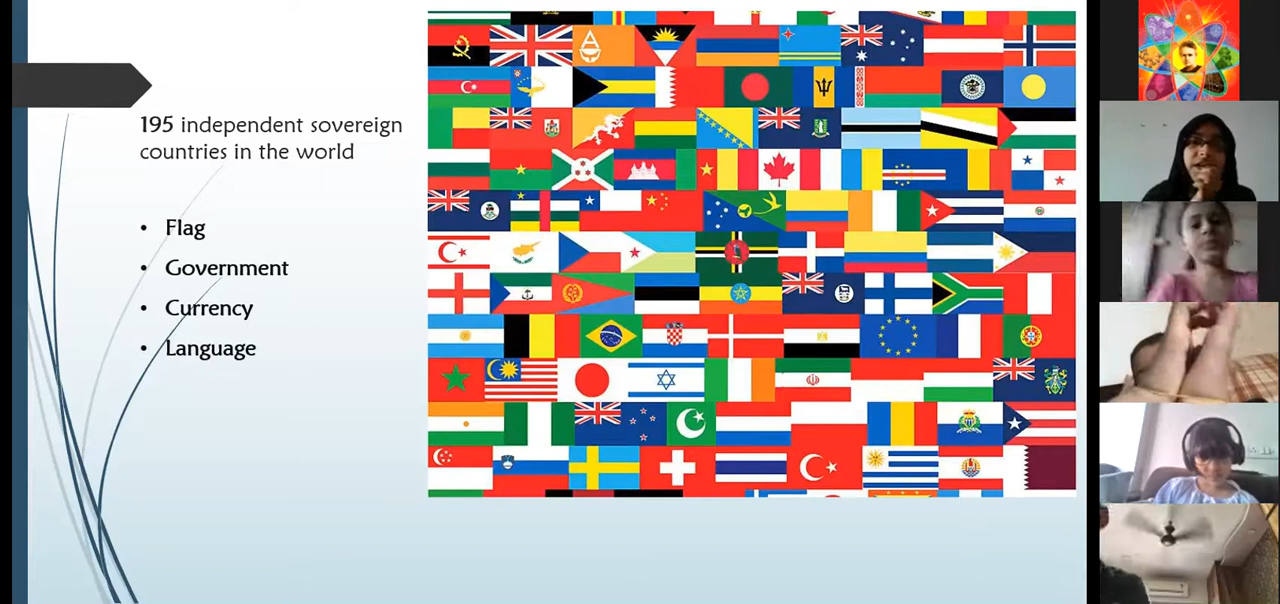 195 independent sovereign
countries in the world
• Flag
• Government
• Currency
• Language